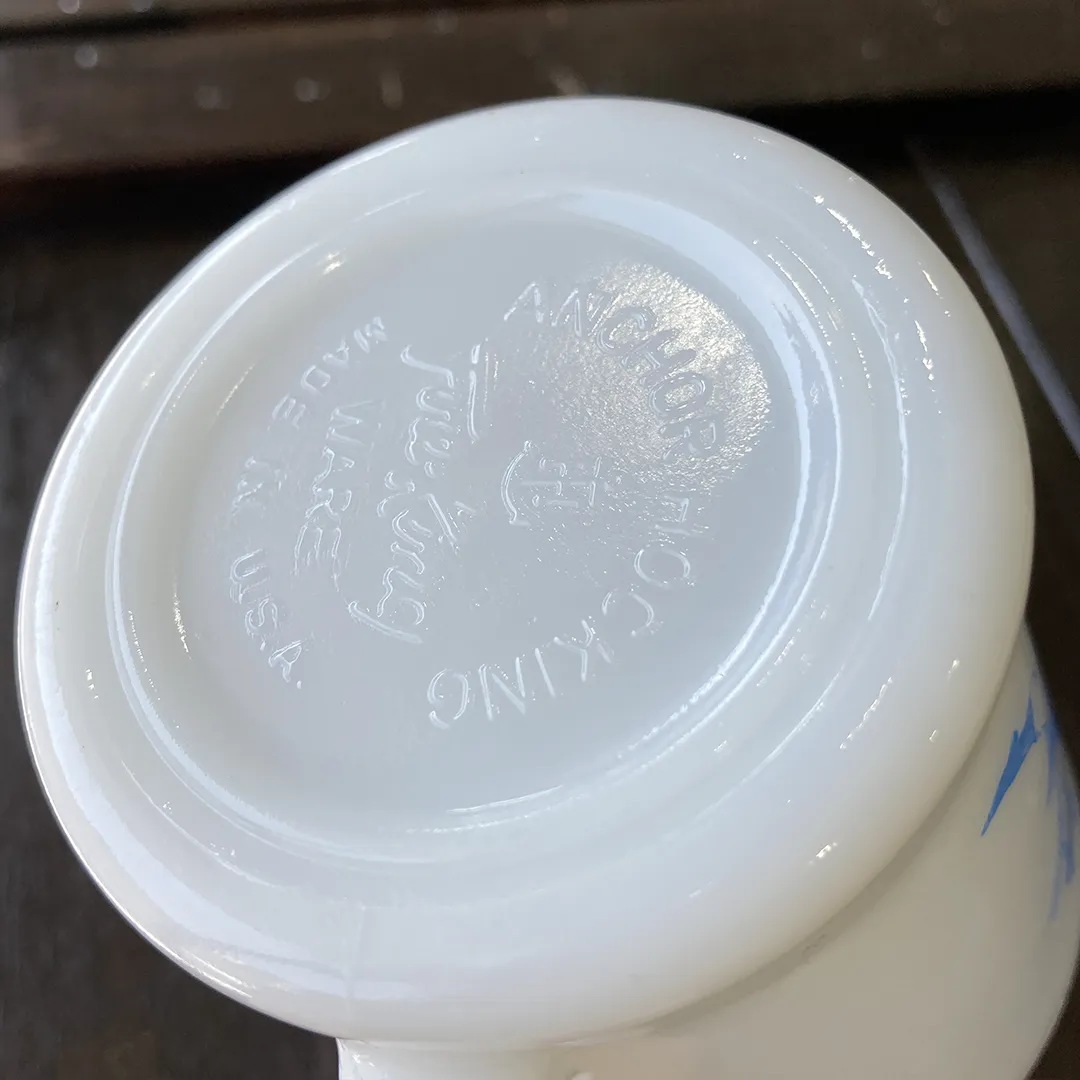 ANCHOR HOCKING
Fire-King
WARE
MADE IN U.S.A.